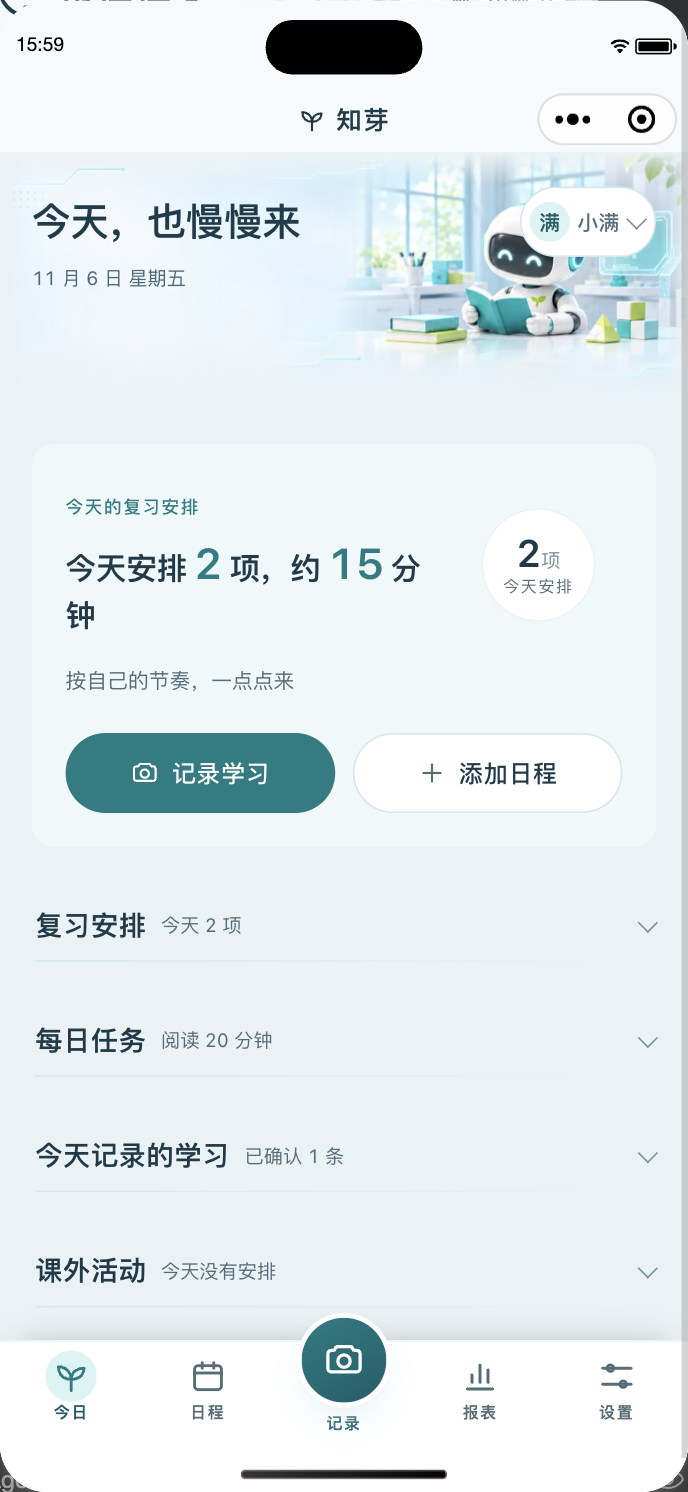 15:59
知芽
今天，也慢慢来
满 小满
11 月 6 日 星期五
今天的复习安排
今天安排 2 项，约 15 分
钟
2项
今天安排
按自己的节奏，一点点来
记录学习
添加日程
复习安排 今天 2 项
每日任务 阅读 20 分钟
今天记录的学习 已确认 1 条
课外活动 今天没有安排
今日
日程
记录
报表
设置